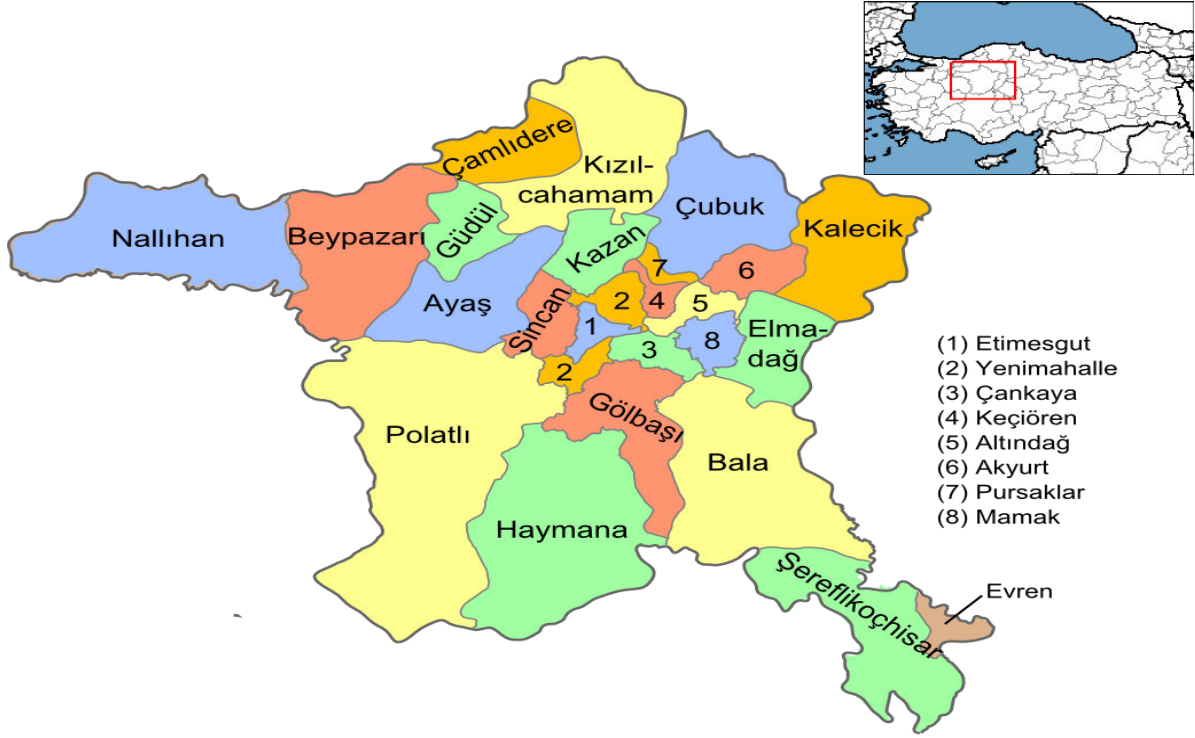 Çamlıdere
Kızıl-
cahamam
Çubuk
Kalecik
Nallıhan
Beypazarı
Güdül
Kazan
Ayaş
Sincan
7
6
2
4
5
1
3
8
2
Elma-
dağ
Gölbaşı
Polatlı
Bala
Haymana
Şereflikoçhisar
Evren
(1) Etimesgut
(2) Yenimahalle
(3) Çankaya
(4) Keçiören
(5) Altındağ
(6) Akyurt
(7) Pursaklar
(8) Mamak